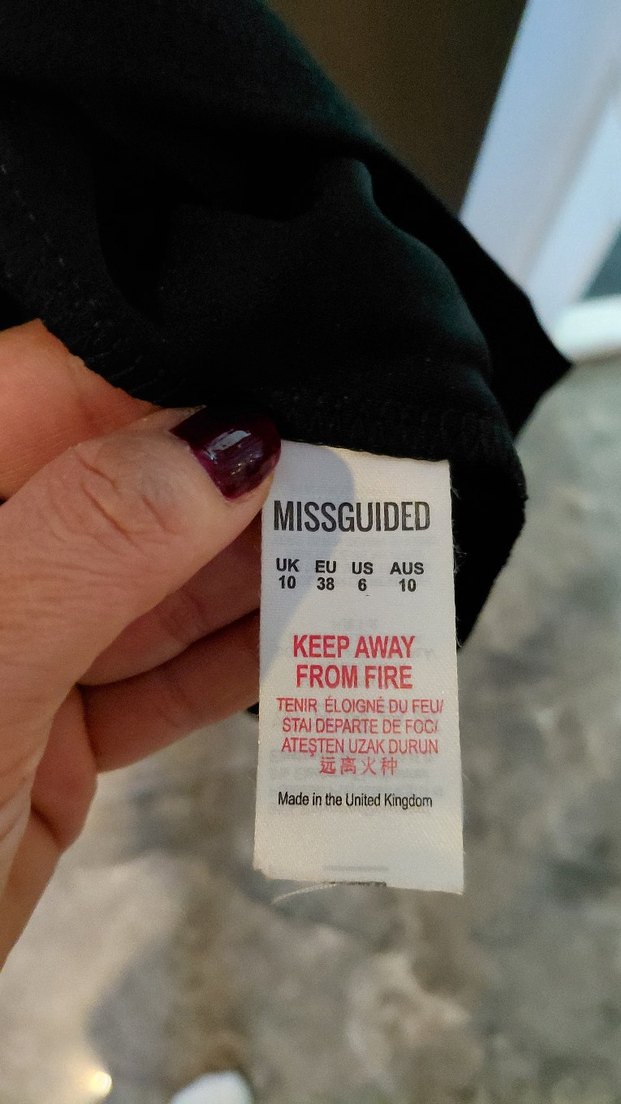 MISSGUIDED
UK EU US AUS
10 38 6 10
KEEP AWAY
FROM FIRE
TENIR ÉLOIGNÉ DU FEU/
STAI DEPARTE DE FOC/
ATEȘTEN UZAK DURUN
远离火种
Made in the United Kingdom